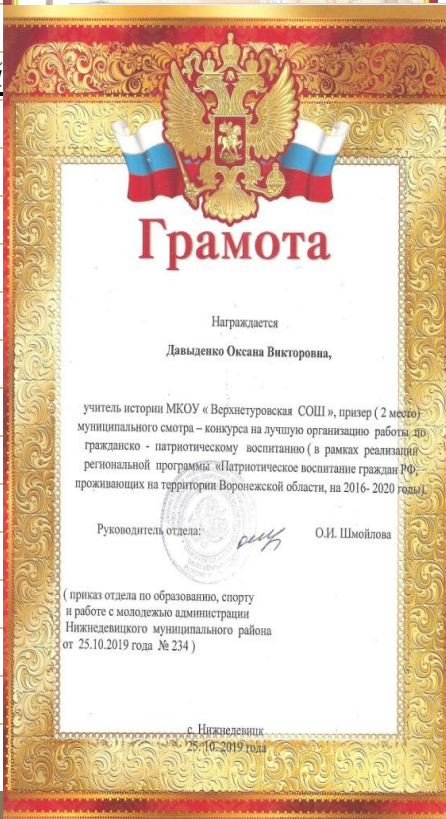 Грамота
Награждается
Давыденко Оксана Викторовна,
учитель истории МКОУ « Верхнетуровская СОШ », призер ( 2 место)
муниципального смотра – конкурса на лучшую организацию работы по
гражданско - патриотическому воспитанию ( в рамках реализации
региональной программы «Патриотическое воспитание граждан РФ,
проживающих на территории Воронежской области, на 2016- 2020 годы).
Руководитель отдела: О.И. Шмойлова
( приказ отдела по образованию, спорту
и работе с молодежью администрации
Нижнедевицкого муниципального района
от 25.10.2019 года № 234 )
с. Нижнедевицк
25. 10. 2019 года